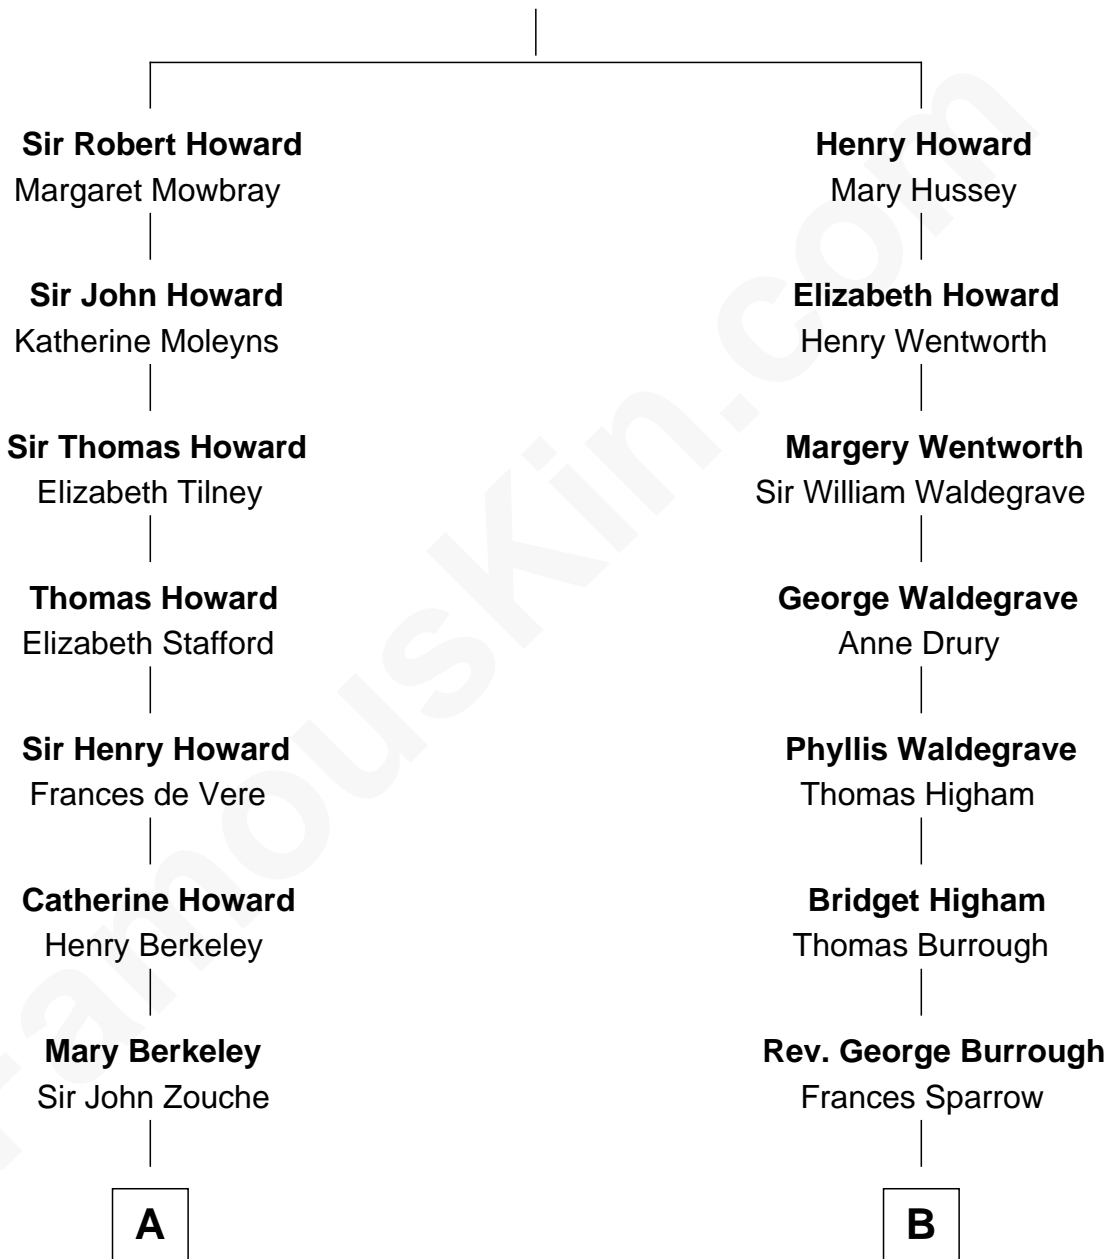 Sir Robert Howard
Margaret Mowbray
Sir John Howard
Katherine Moleyns
Sir Thomas Howard
Elizabeth Tilney
Thomas Howard
Elizabeth Stafford
Sir Henry Howard
Frances de Vere
Catherine Howard
Henry Berkeley
Mary Berkeley
Sir John Zouche
A
Henry Howard
Mary Hussey
Elizabeth Howard
Henry Wentworth
Margery Wentworth
Sir William Waldegrave
George Waldegrave
Anne Drury
Phyllis Waldegrave
Thomas Higham
Bridget Higham
Thomas Burrough
Rev. George Burrough
Frances Sparrow
B
FamousKin.com